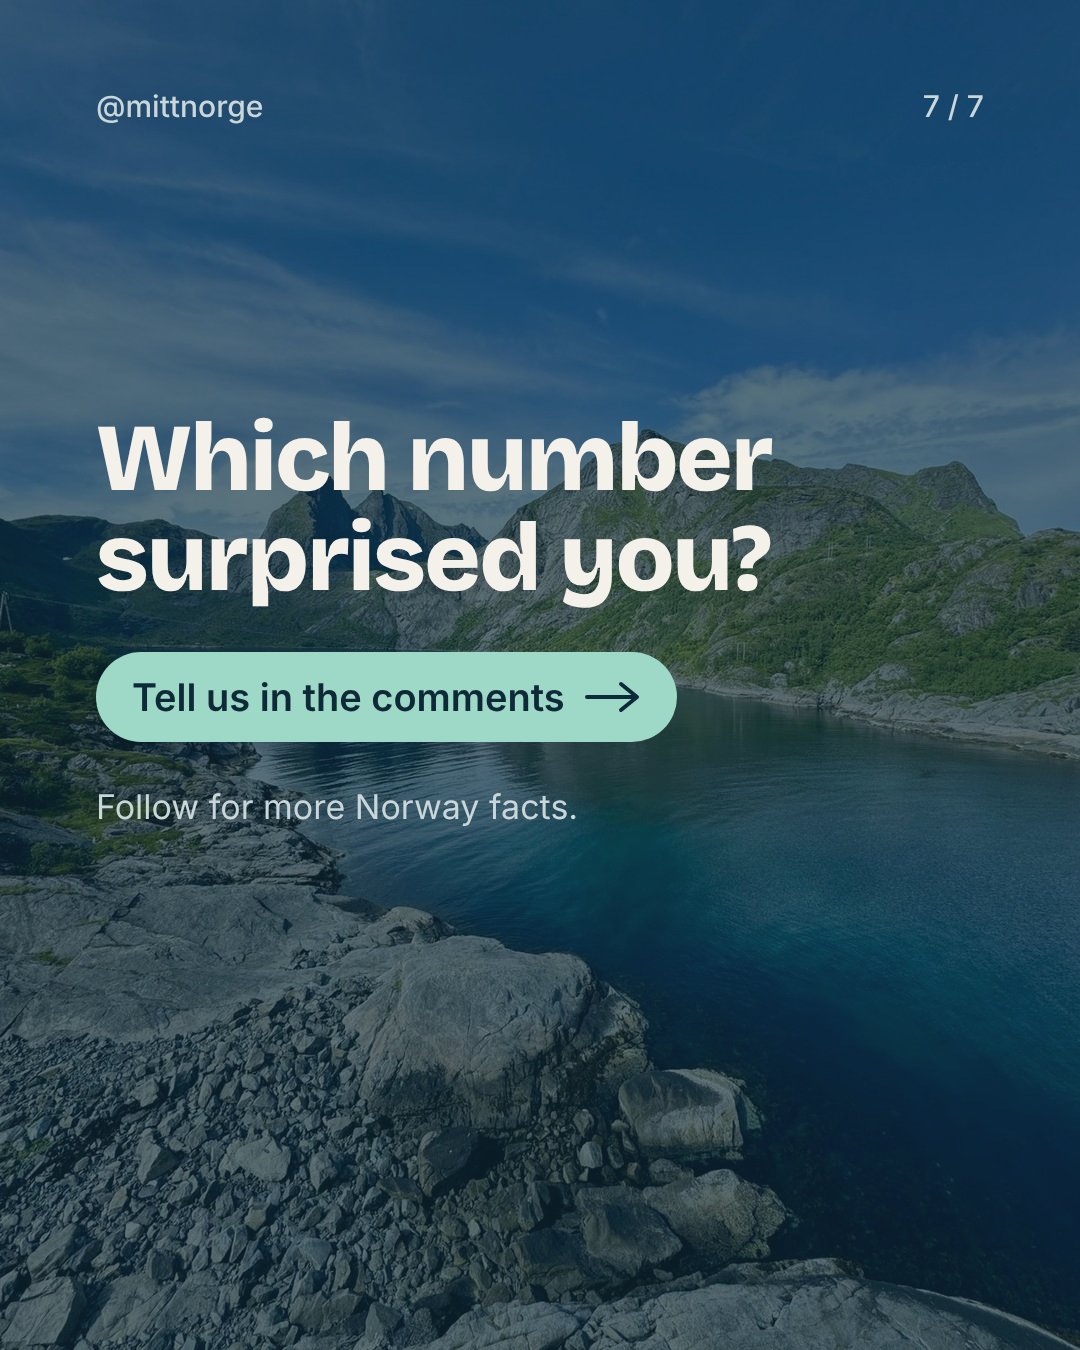 @mittnorge
7 / 7
Which number
surprised you?
Tell us in the comments →
Follow for more Norway facts.